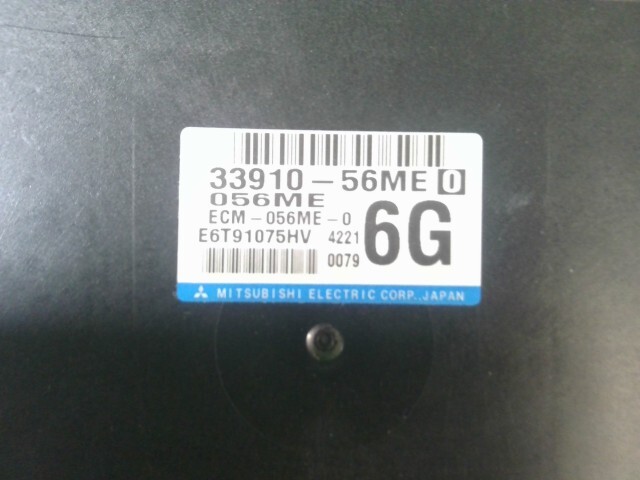 33910-56ME 0
056ME
ECM-056ME-0
E6T91075HV 4221
0079
6G
MITSUBISHI ELECTRIC CORP., JAPAN